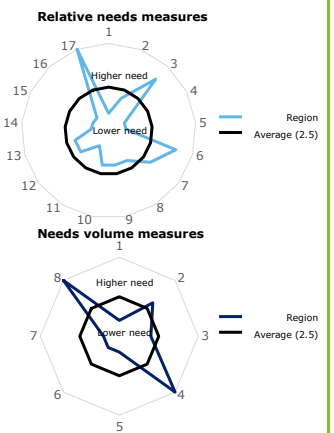 Relative needs measures
1
17 2
16 3
Higher need
15 4
14 Lower need 5
Region
Average (2.5)
13 6
12 7
11 8
10 9
Needs volume measures
1
8 Higher need 2
7 Lower need 3
Region
Average (2.5)
6 4
5